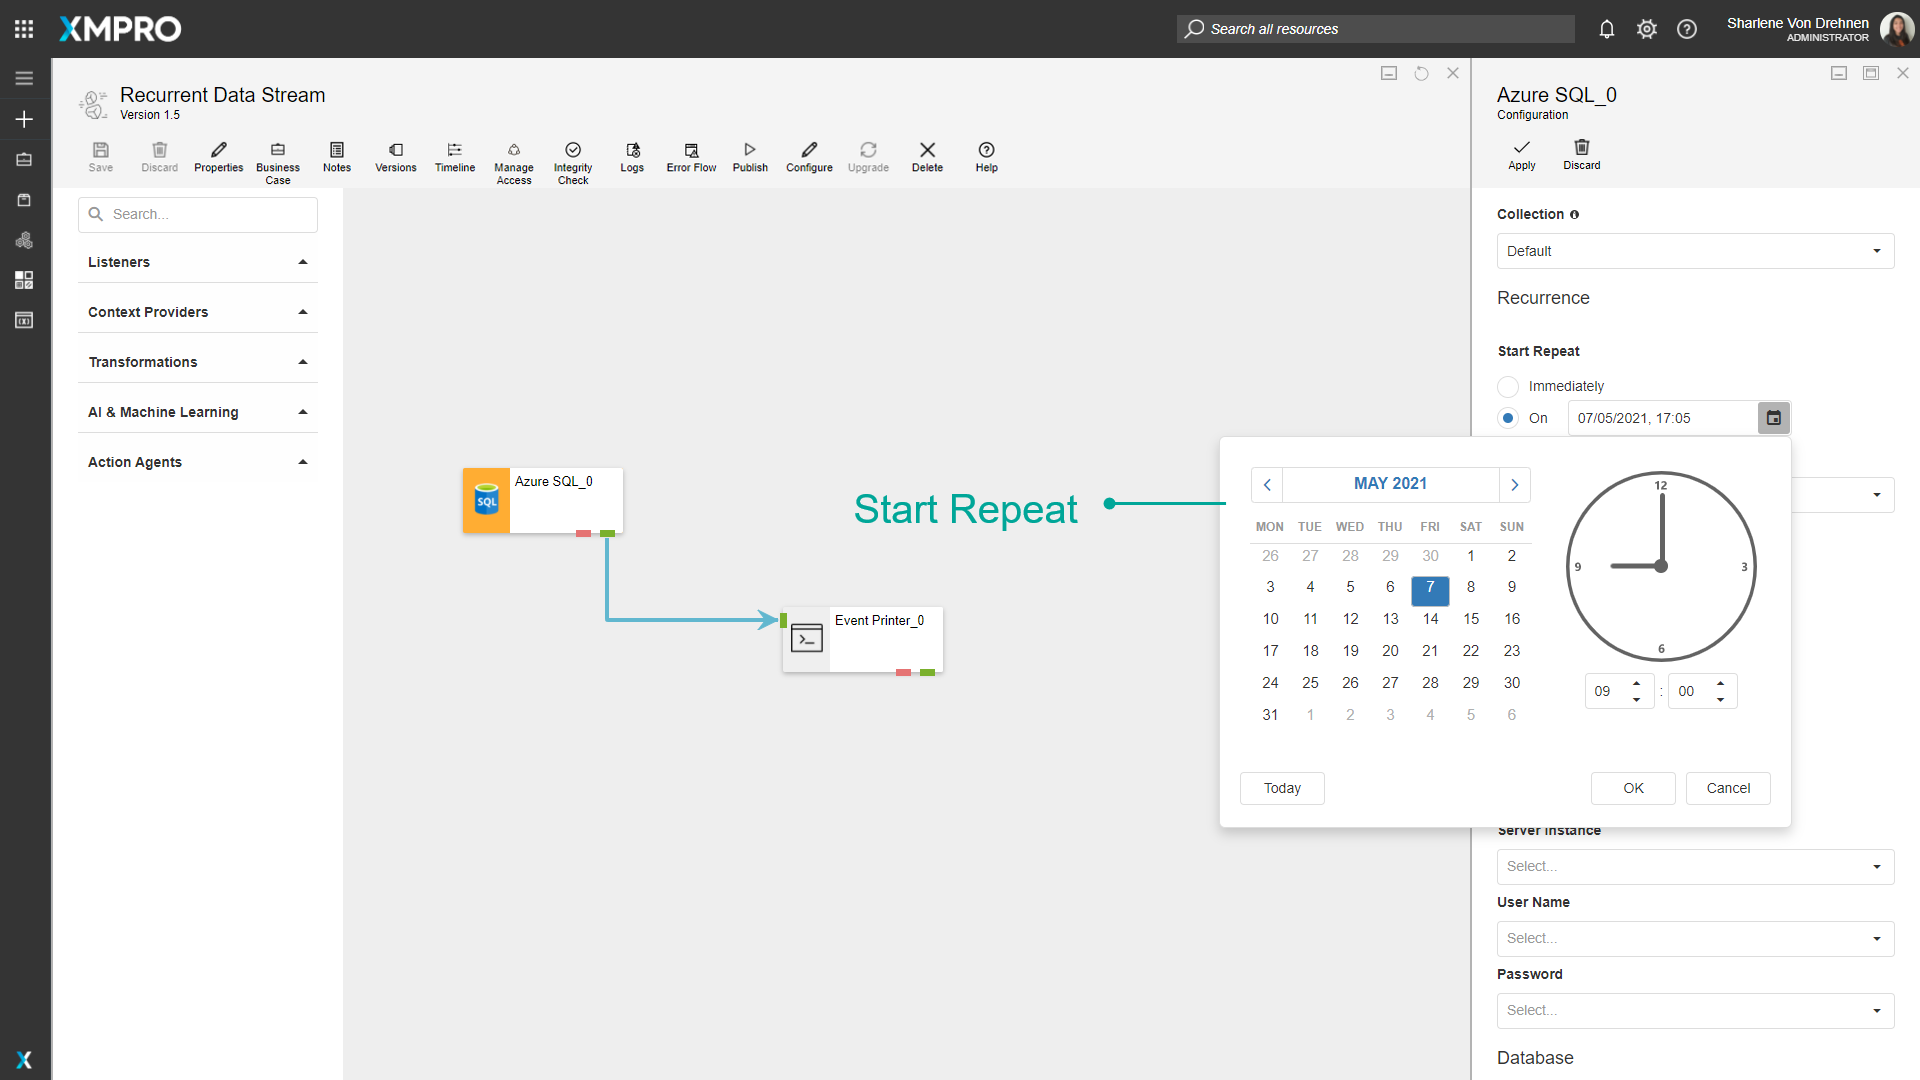 XMPRO
Search all resources
Sharlene Von Drehnen
ADMINISTRATOR
Recurrent Data Stream
Version 1.5
Save
Discard
Properties
Business
Case
Notes
Versions
Timeline
Manage
Access
Integrity
Check
Logs
Error Flow
Publish
Configure
Upgrade
Delete
Help
Search...
Listeners
Context Providers
Transformations
AI & Machine Learning
Action Agents
SQL
Azure SQL_0
Event Printer_0
Start Repeat
Azure SQL_0
Configuration
Apply
Discard
Collection
Default
Recurrence
Start Repeat
Immediately
On 07/05/2021, 17:05
MAY 2021
MON TUE WED THU FRI SAT SUN
26 27 28 29 30 1 2
3 4 5 6 7 8 9
10 11 12 13 14 15 16
17 18 19 20 21 22 23
24 25 26 27 28 29 30
31 1 2 3 4 5 6
12
9
3
6
09 : 00
Today
OK
Cancel
Server Instance
Select...
User Name
Select...
Password
Select...
Database